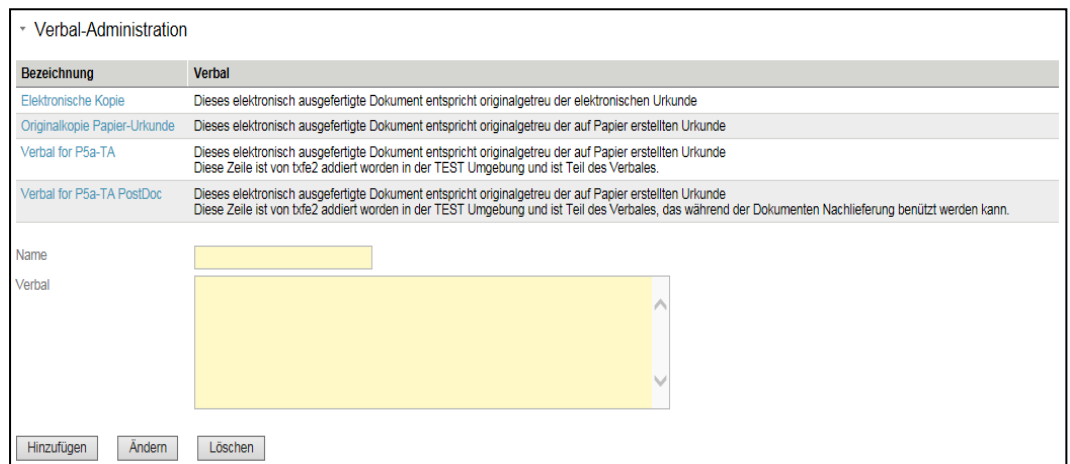 Verbal-Administration
Bezeichnung Verbal
Elektronische Kopie Dieses elektronisch ausgefertigte Dokument entspricht originalgetreu der elektronischen Urkunde
Originalkopie Papier-Urkunde Dieses elektronisch ausgefertigte Dokument entspricht originalgetreu der auf Papier erstellten Urkunde
Verbal for P5a-TA Dieses elektronisch ausgefertigte Dokument entspricht originalgetreu der auf Papier erstellten Urkunde
Diese Zeile ist von txfe2 addiert worden in der TEST Umgebung und ist Teil des Verbales.
Verbal for P5a-TA PostDoc Dieses elektronisch ausgefertigte Dokument entspricht originalgetreu der auf Papier erstellten Urkunde
Diese Zeile ist von txfe2 addiert worden in der TEST Umgebung und ist Teil des Verbales, das während der Dokumenten Nachlieferung benützt werden kann.
Name
Verbal
Hinzufügen Ändern Löschen